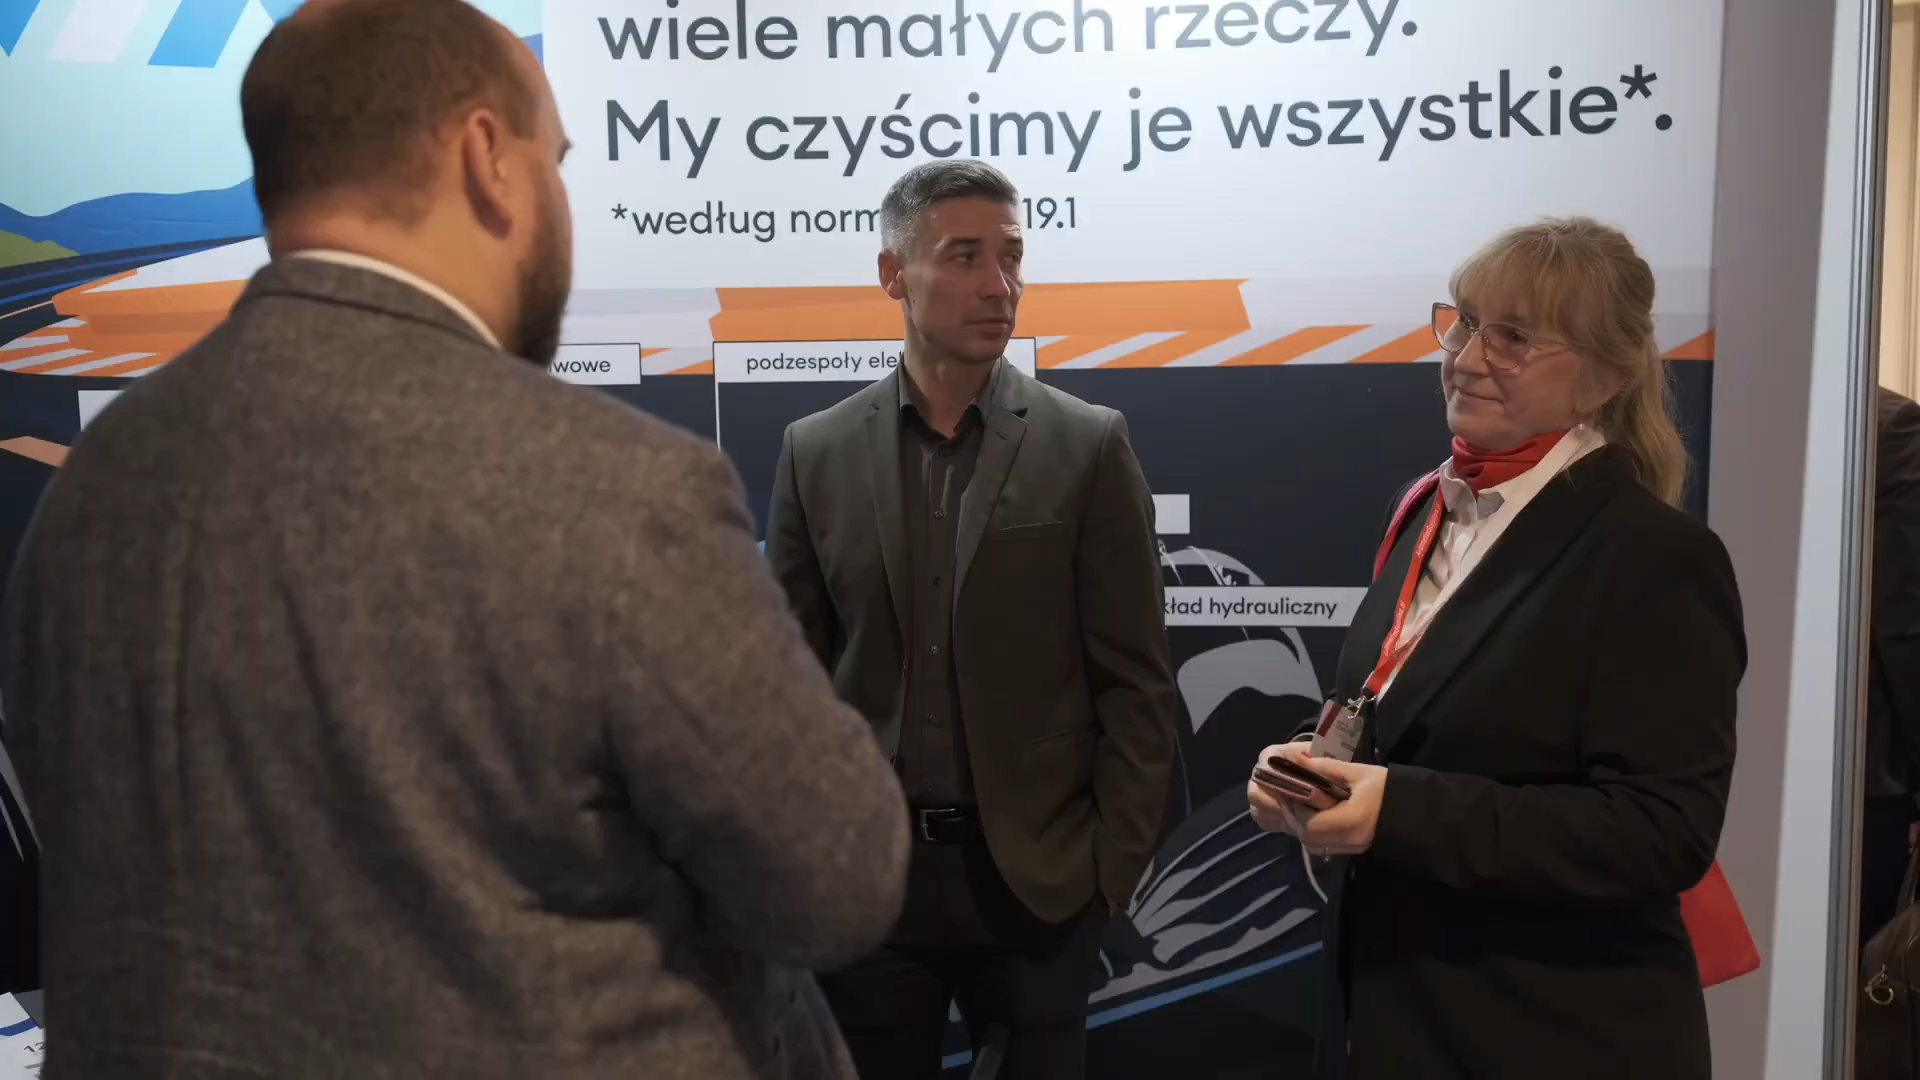 wiele małych rzeczy.
My czyścimy je wszystkie*.
*według norm 19.1
wowe
podzespoły ele
kład hydrauliczny